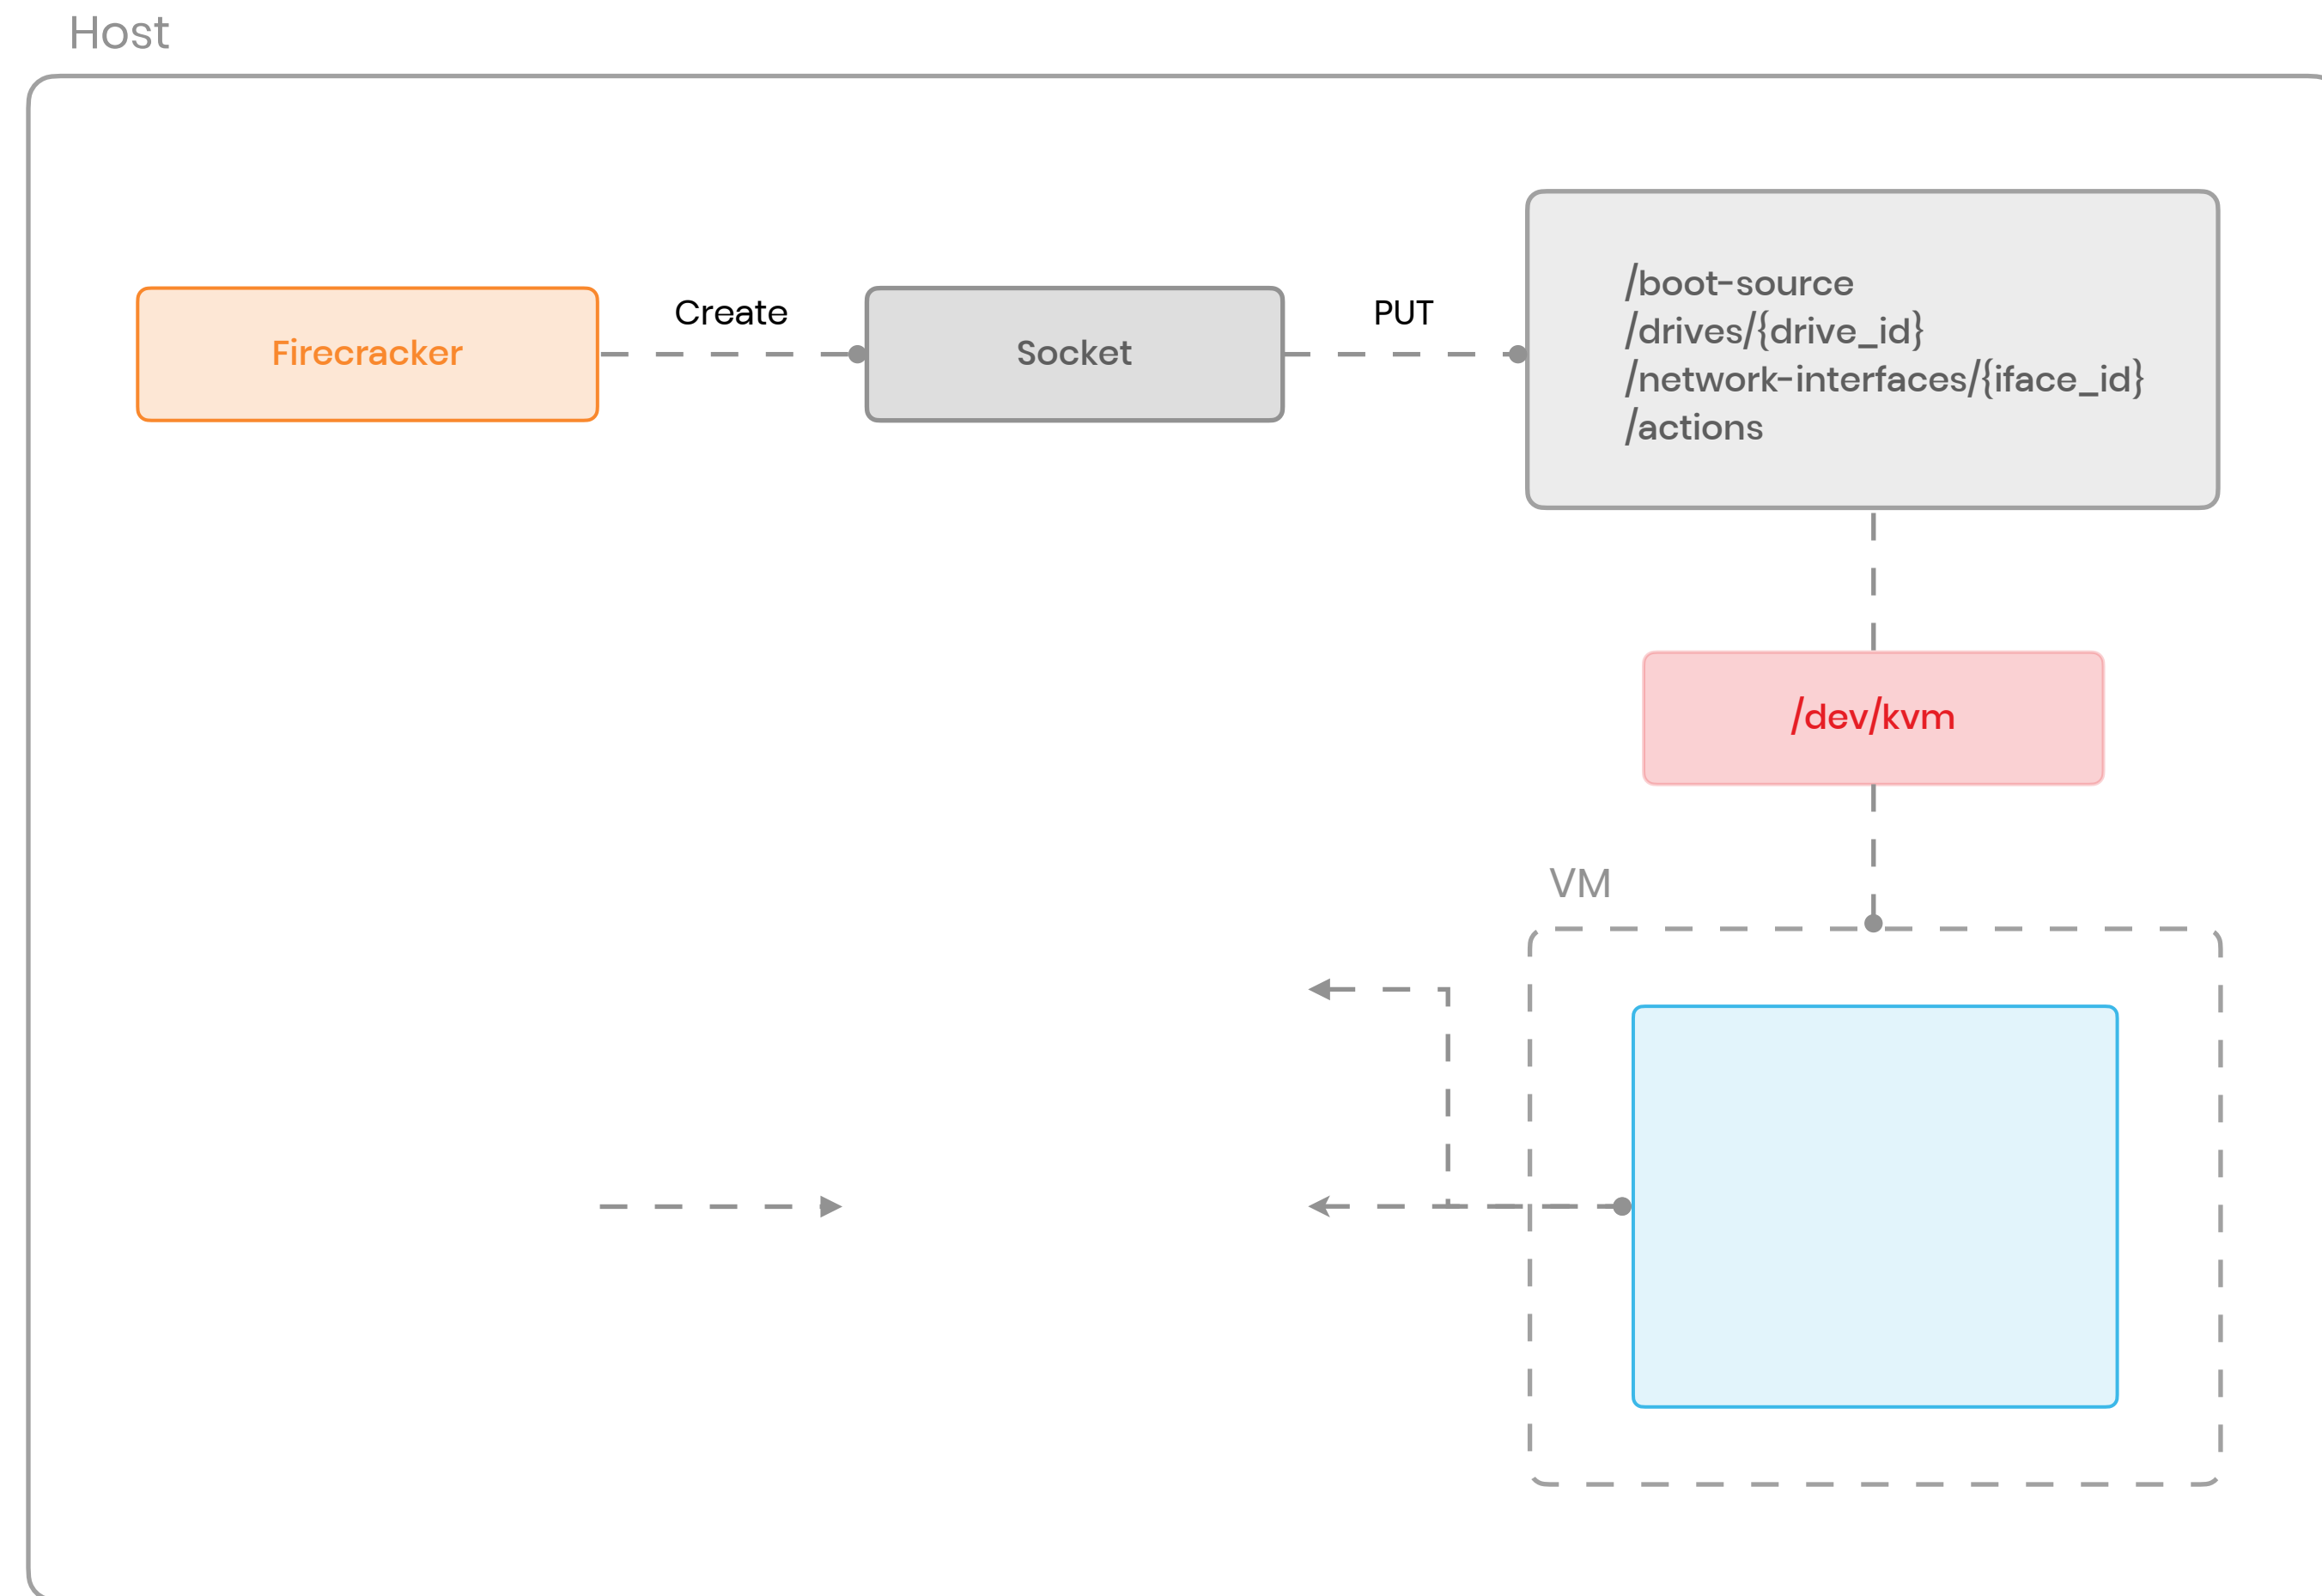 Host
Firecracker
Create
Socket
PUT
/boot-source
/drives/{drive_id}
/network-interfaces/{iface_id}
/actions
/dev/kvm
VM